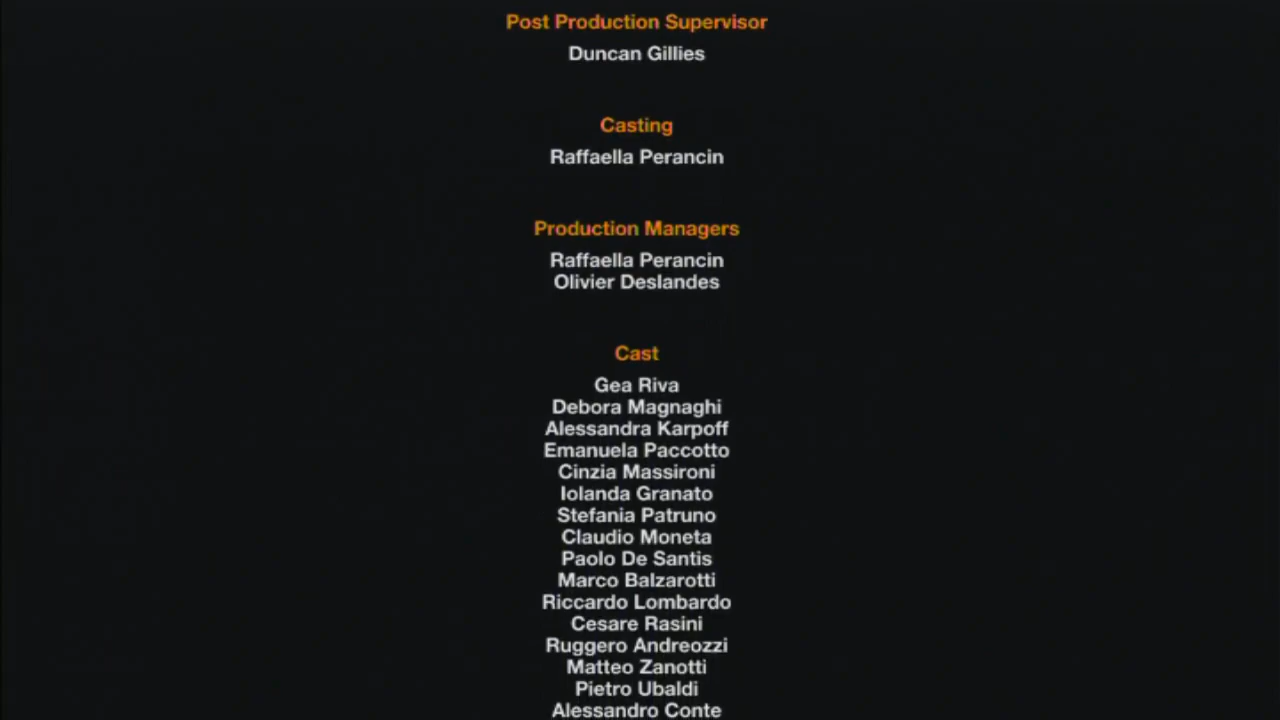 Post Production Supervisor
Duncan Gillies
Casting
Raffaella Perancin
Production Managers
Raffaella Perancin
Olivier Deslandes
Cast
Gea Riva
Debora Magnaghi
Alessandra Karpoff
Emanuela Paccotto
Cinzia Massironi
Iolanda Granato
Stefania Patruno
Claudio Moneta
Paolo De Santis
Marco Balzarotti
Riccardo Lombardo
Cesare Rasini
Ruggero Andreozzi
Matteo Zanotti
Pietro Ubaldi
Alessandro Conte